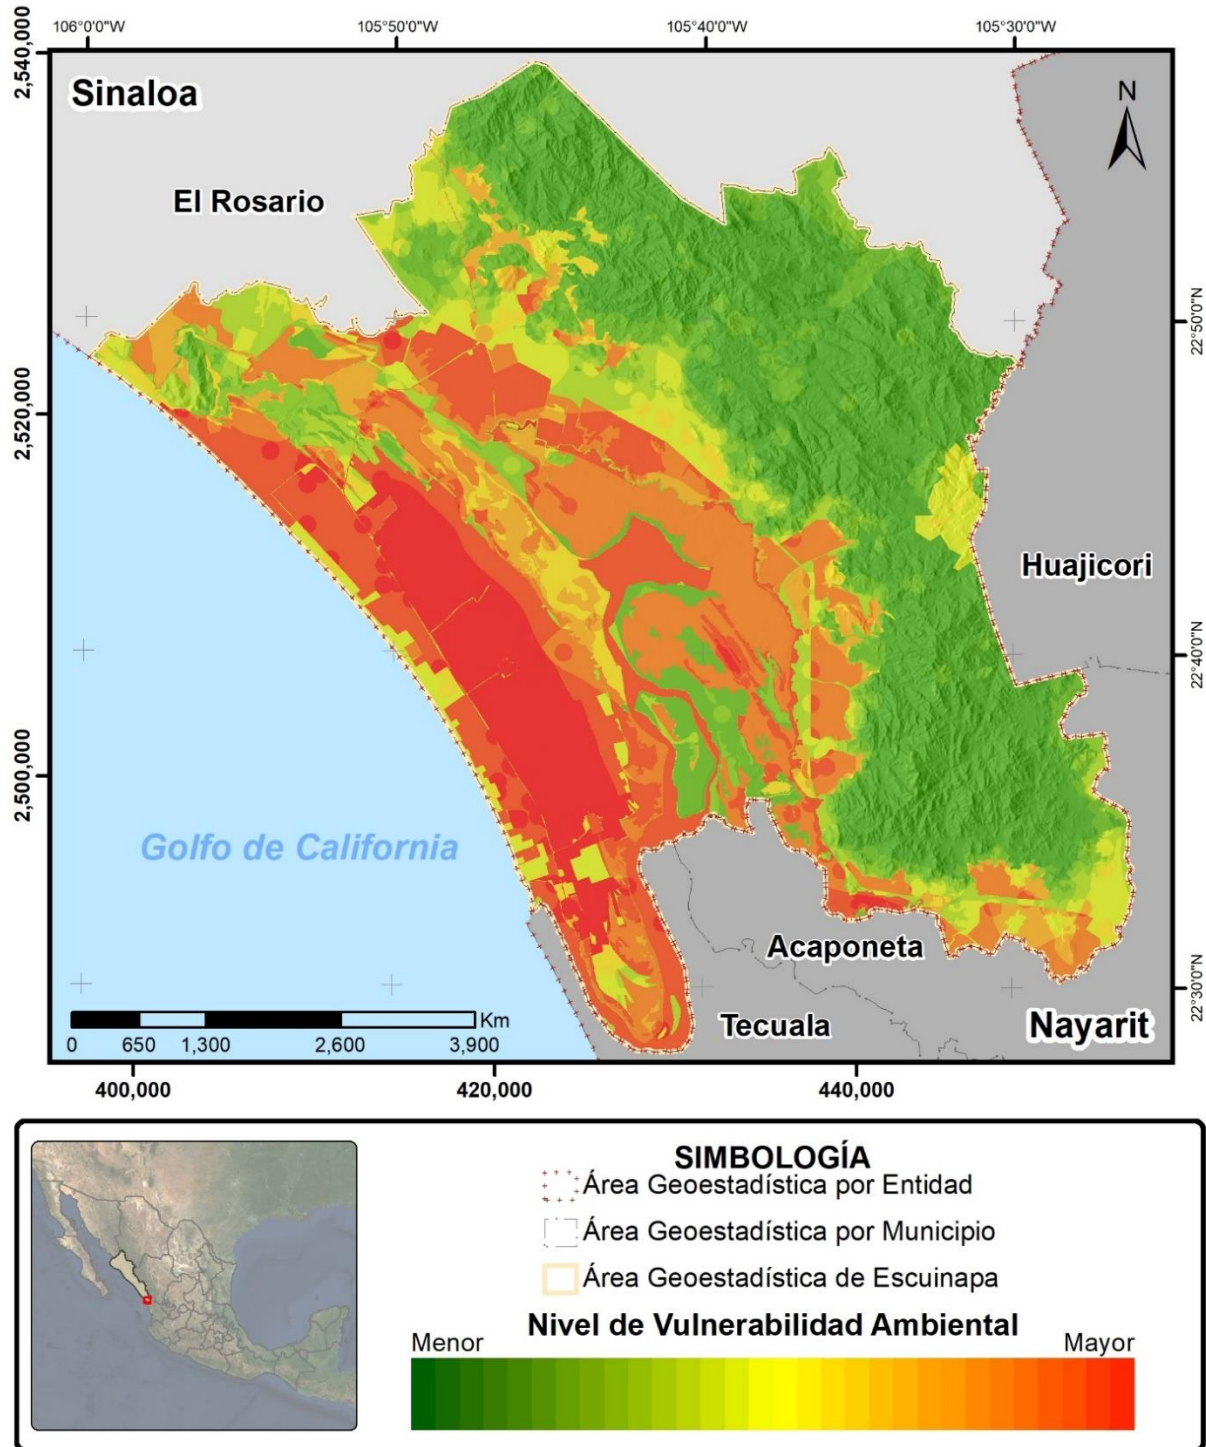 106°0'0"W 105°50'0"W 105°40'0"W 105°30'0"W
2,540,000
Sinaloa
N
El Rosario
22°50'0"N
2,520,000
Huajicori
22°40'0"N
2,500,000
Golfo de California
Acaponeta
22°30'0"N
Tecuala
Nayarit
Km
0 650 1,300 2,600 3,900
400,000 420,000 440,000
SIMBOLOGÍA
Área Geoestadística por Entidad
Área Geoestadística por Municipio
Área Geoestadística de Escuinapa
Nivel de Vulnerabilidad Ambiental
Menor Mayor